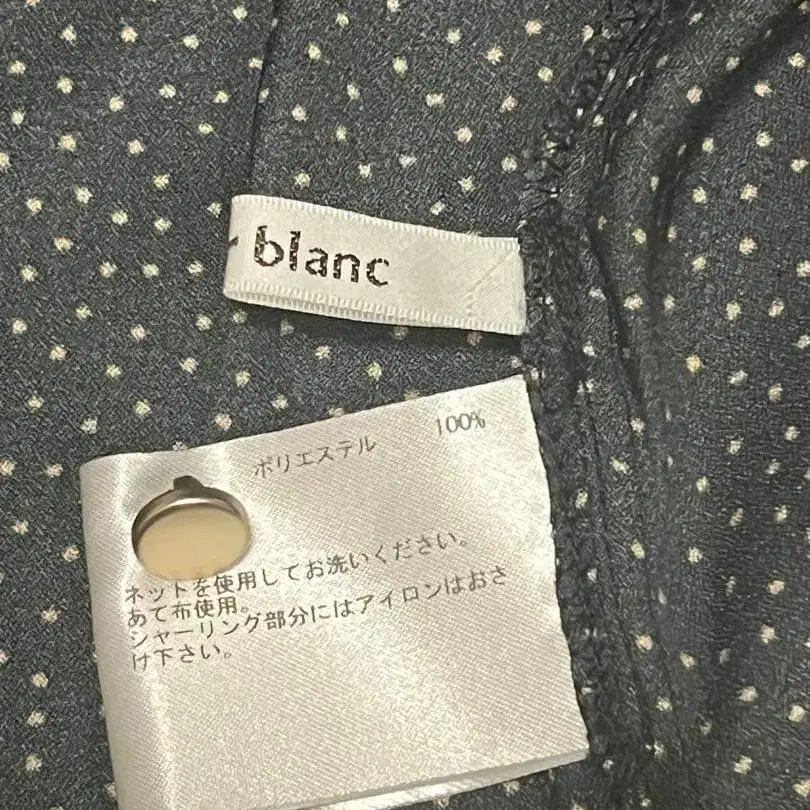 blanc
ポリエステル 100%
ネットを使用してお洗いください。
あて布使用。
シャーリング部分にはアイロンはおさ
け下さい。